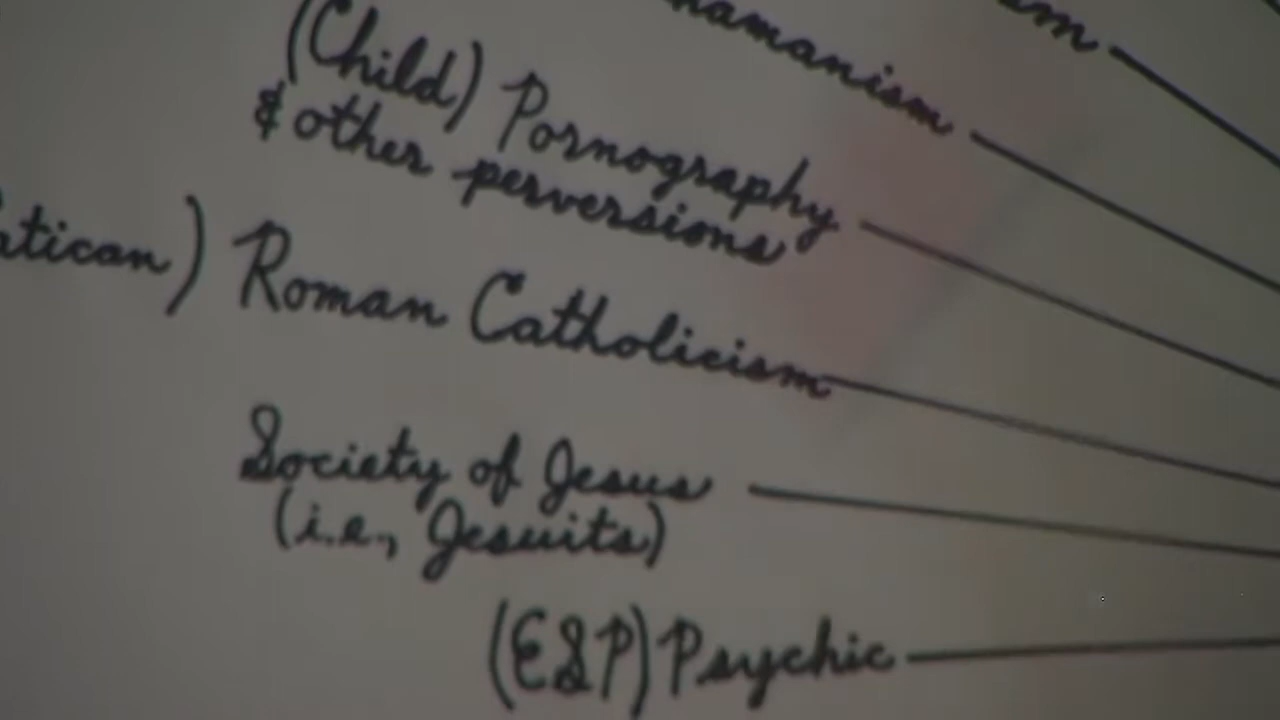 (Child) Pornography
& other perversions
Roman Catholicism
Society of Jesus
(i.e., Jesuits)
(ESP) Psychic